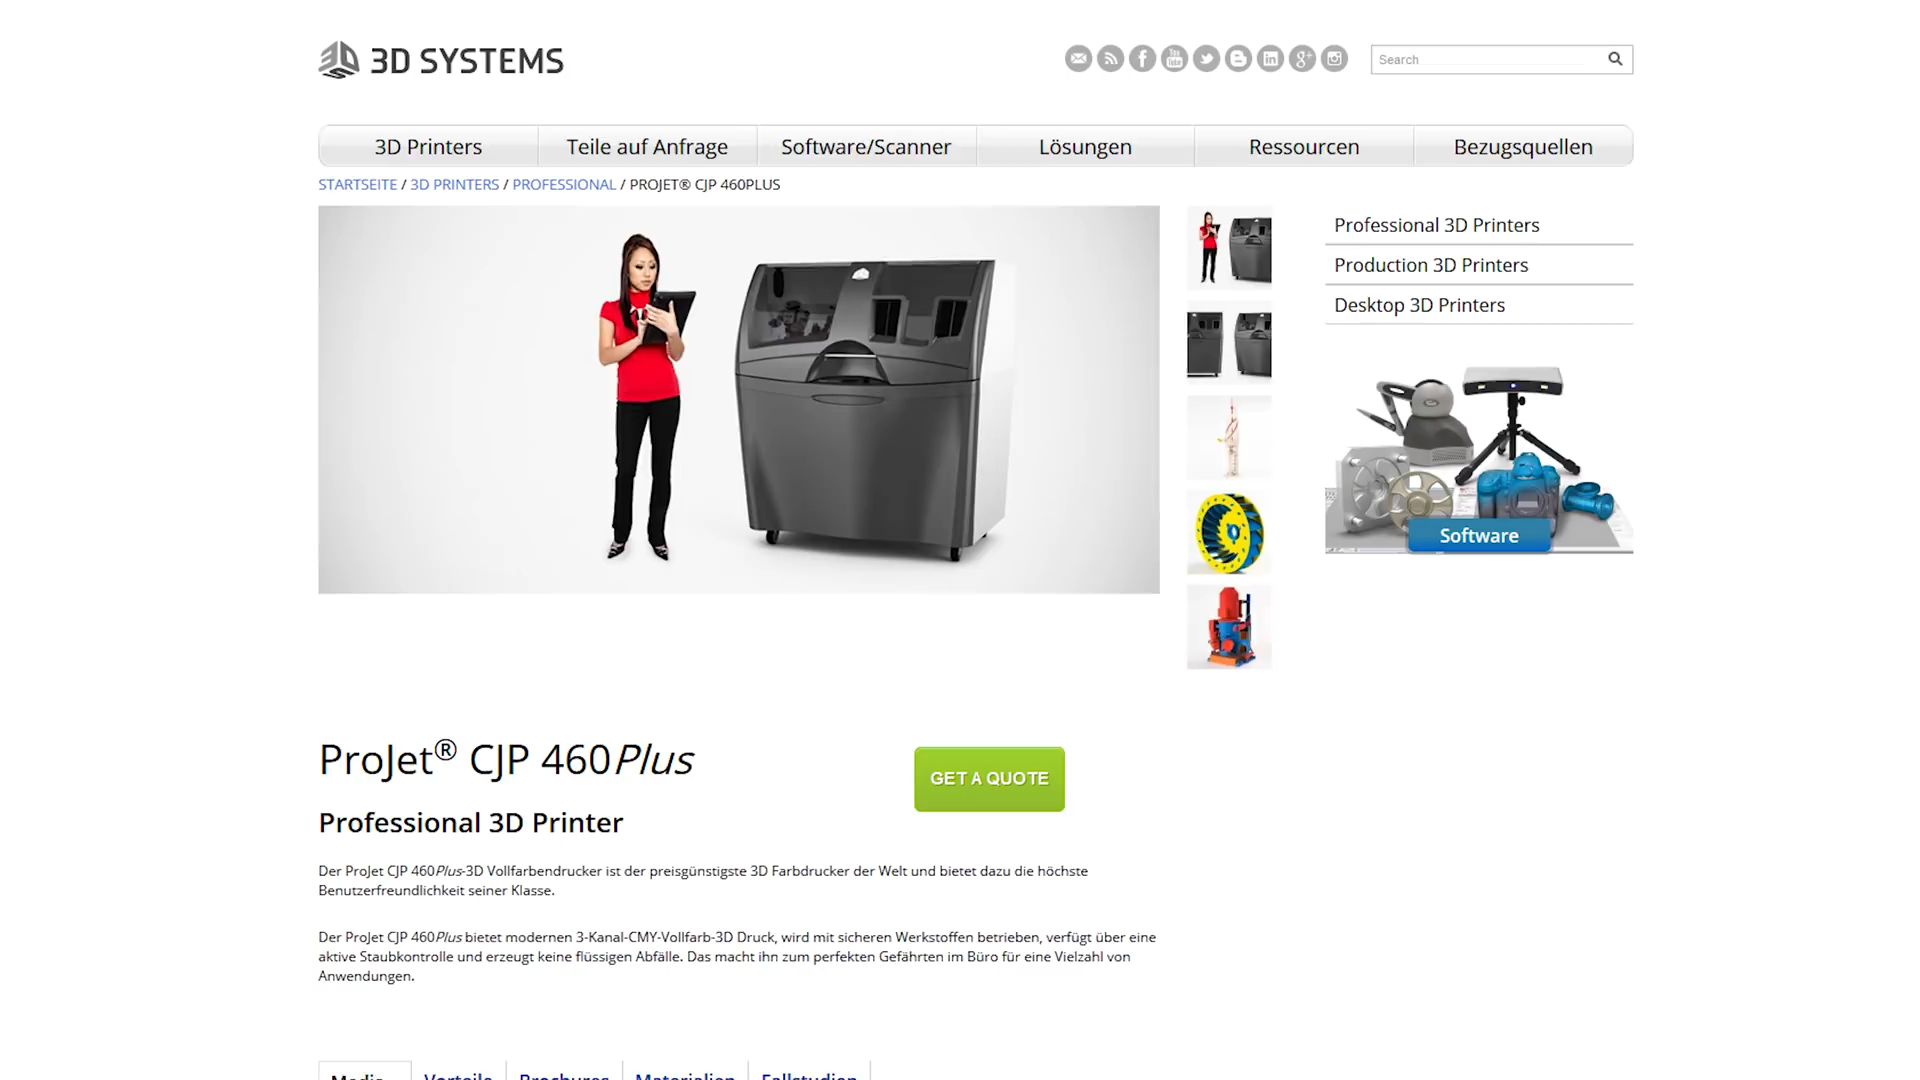 3D SYSTEMS
Search
3D Printers
Teile auf Anfrage
Software/Scanner
Lösungen
Ressourcen
Bezugsquellen
STARTSEITE / 3D PRINTERS / PROFESSIONAL / PROJET® CJP 460PLUS
Professional 3D Printers
Production 3D Printers
Desktop 3D Printers
Software
ProJet® CJP 460Plus
GET A QUOTE
Professional 3D Printer
Der ProJet CJP 460Plus-3D Vollfarbendrucker ist der preisgünstigste 3D Farbdrucker der Welt und bietet dazu die höchste
Benutzerfreundlichkeit seiner Klasse.
Der ProJet CJP 460Plus bietet modernen 3-Kanal-CMY-Vollfarb-3D Druck, wird mit sicheren Werkstoffen betrieben, verfügt über eine
aktive Staubkontrolle und erzeugt keine flüssigen Abfälle. Das macht ihn zum perfekten Gefährten im Büro für eine Vielzahl von
Anwendungen.
Media
Vorteile
Brochures
Materialien
Fallstudien